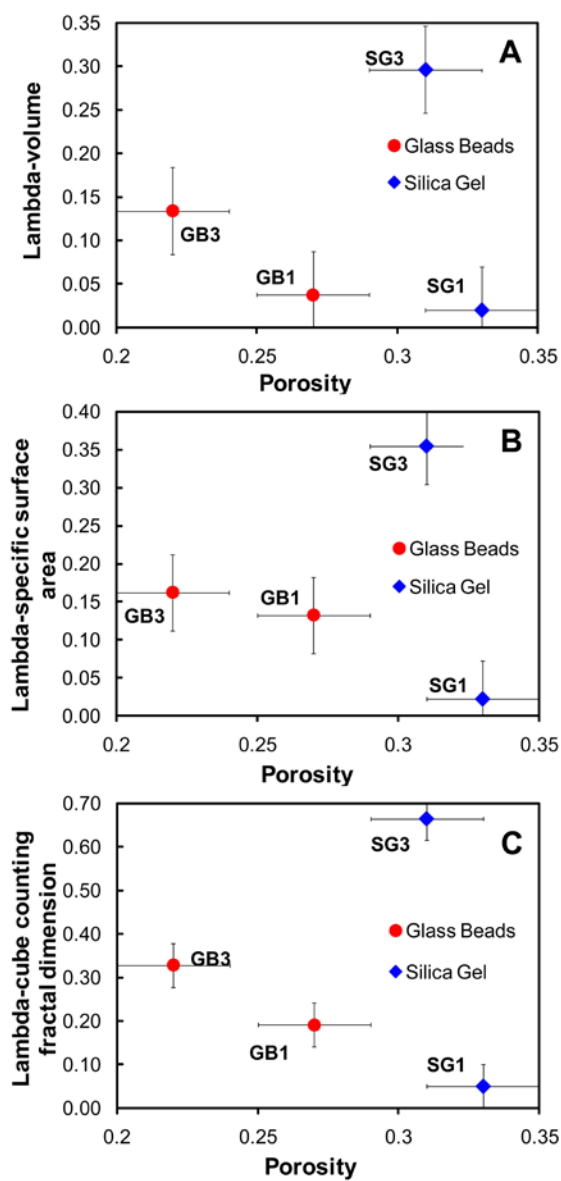 A
Lambda-volume
0.35
0.30
0.25
0.20
0.15
0.10
0.05
0.00
SG3
Glass Beads
Silica Gel
GB3
GB1
SG1
0.2
0.25
0.3
0.35
Porosity
B
Lambda-specific surface
area
0.40
0.35
0.30
0.25
0.20
0.15
0.10
0.05
0.00
SG3
Glass Beads
Silica Gel
GB3
GB1
SG1
0.2
0.25
0.3
0.35
Porosity
C
Lambda-cube counting
fractal dimension
0.70
0.60
0.50
0.40
0.30
0.20
0.10
0.00
SG3
Glass Beads
Silica Gel
GB3
GB1
SG1
0.2
0.25
0.3
0.35
Porosity